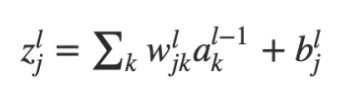 z_j^l = ∑_k w_{jk}^l a_k^{l-1} + b_j^l